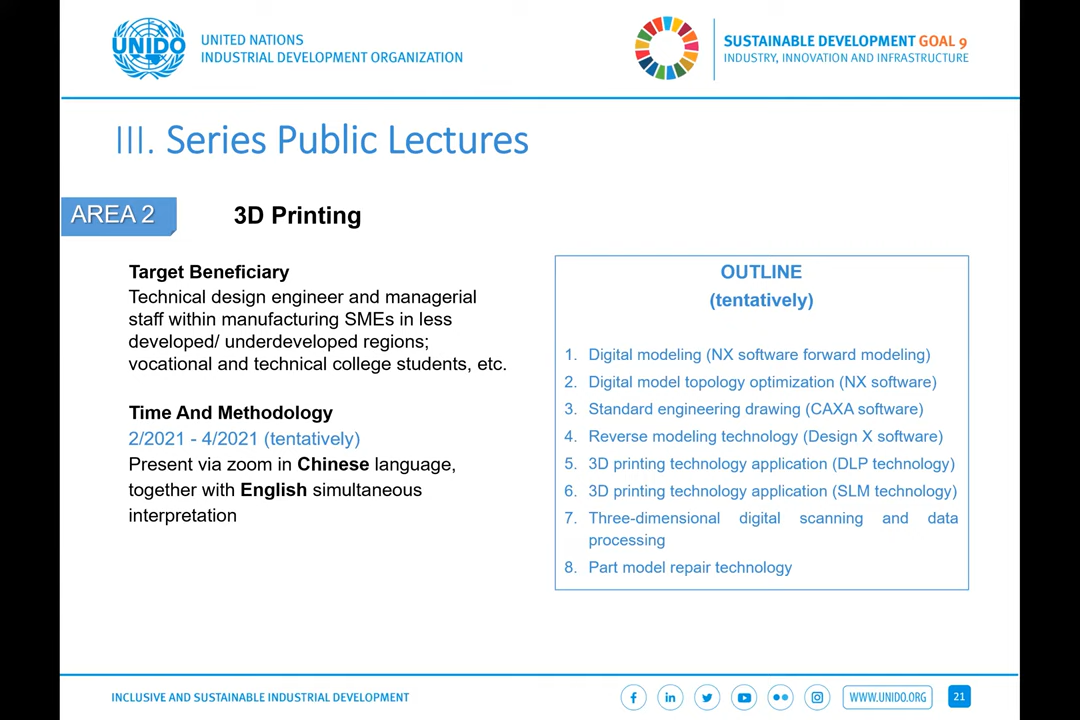 UNIDO
UNITED NATIONS
INDUSTRIAL DEVELOPMENT ORGANIZATION
SUSTAINABLE DEVELOPMENT GOAL 9
INDUSTRY, INNOVATION AND INFRASTRUCTURE
III. Series Public Lectures
AREA 2
3D Printing
Target Beneficiary
Technical design engineer and managerial
staff within manufacturing SMEs in less
developed/ underdeveloped regions;
vocational and technical college students, etc.
Time And Methodology
2/2021 - 4/2021 (tentatively)
Present via zoom in Chinese language,
together with English simultaneous
interpretation
OUTLINE
(tentatively)
1. Digital modeling (NX software forward modeling)
2. Digital model topology optimization (NX software)
3. Standard engineering drawing (CAXA software)
4. Reverse modeling technology (Design X software)
5. 3D printing technology application (DLP technology)
6. 3D printing technology application (SLM technology)
7. Three-dimensional digital scanning and data
processing
8. Part model repair technology
INCLUSIVE AND SUSTAINABLE INDUSTRIAL DEVELOPMENT
WWW.UNIDO.ORG
21